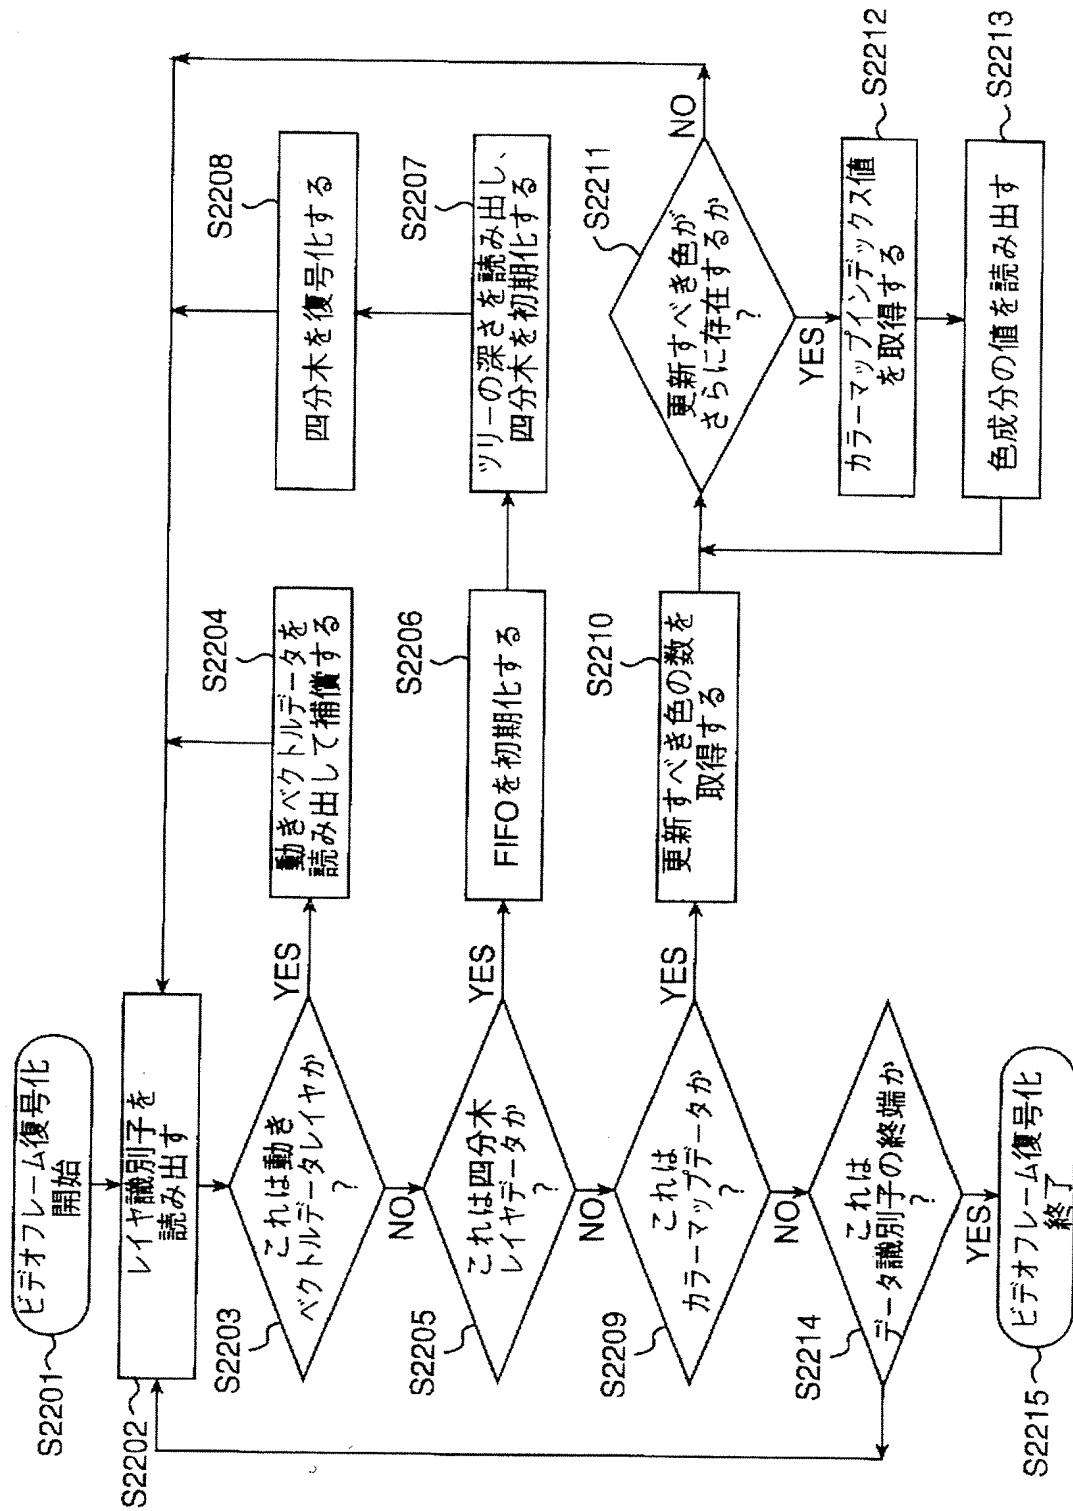 S2201
ビデオフレーム復号化
開始
S2202
レイヤ識別子を
読み出す
S2203
これは動き
ベクトルデータレイヤか
?
YES
NO
S2204
動きベクトルデータを
読み出して補償する
S2205
これは四分木
レイヤデータか
?
YES
NO
S2206
FIFOを初期化する
S2207
ツリーの深さを読み出し、
四分木を初期化する
S2208
四分木を復号化する
S2209
これは
カラーマップデータか
?
YES
NO
S2210
更新すべき色の数を
取得する
S2211
更新すべき色が
さらに存在するか
?
NO
YES
S2212
カラーマップインデックス値
を取得する
S2213
色成分の値を読み出す
S2214
これは
データ識別子の終端か
?
YES
S2215
ビデオフレーム復号化
終了